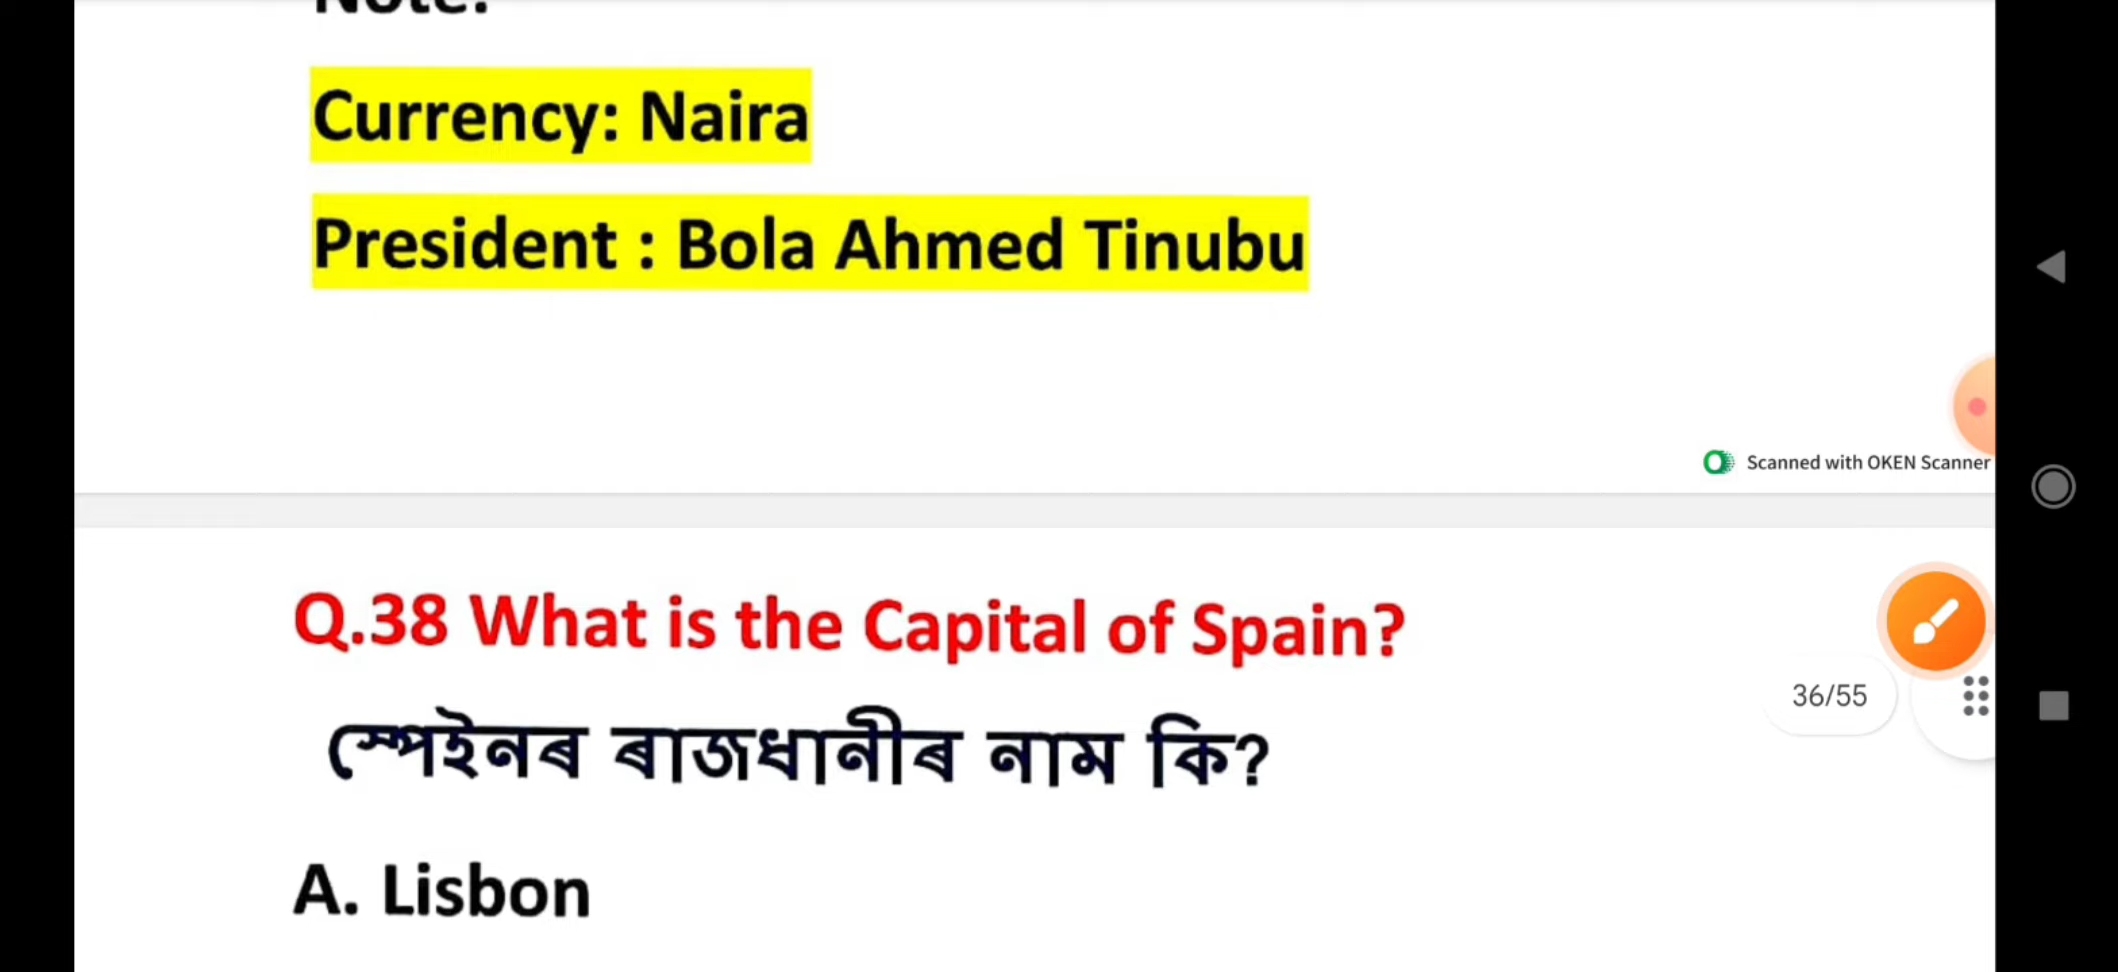 Note:
Currency: Naira
President : Bola Ahmed Tinubu
Scanned with OKEN Scanner
Q.38 What is the Capital of Spain?
36/55
স্পেইনৰ ৰাজধানীৰ নাম কি?
A. Lisbon